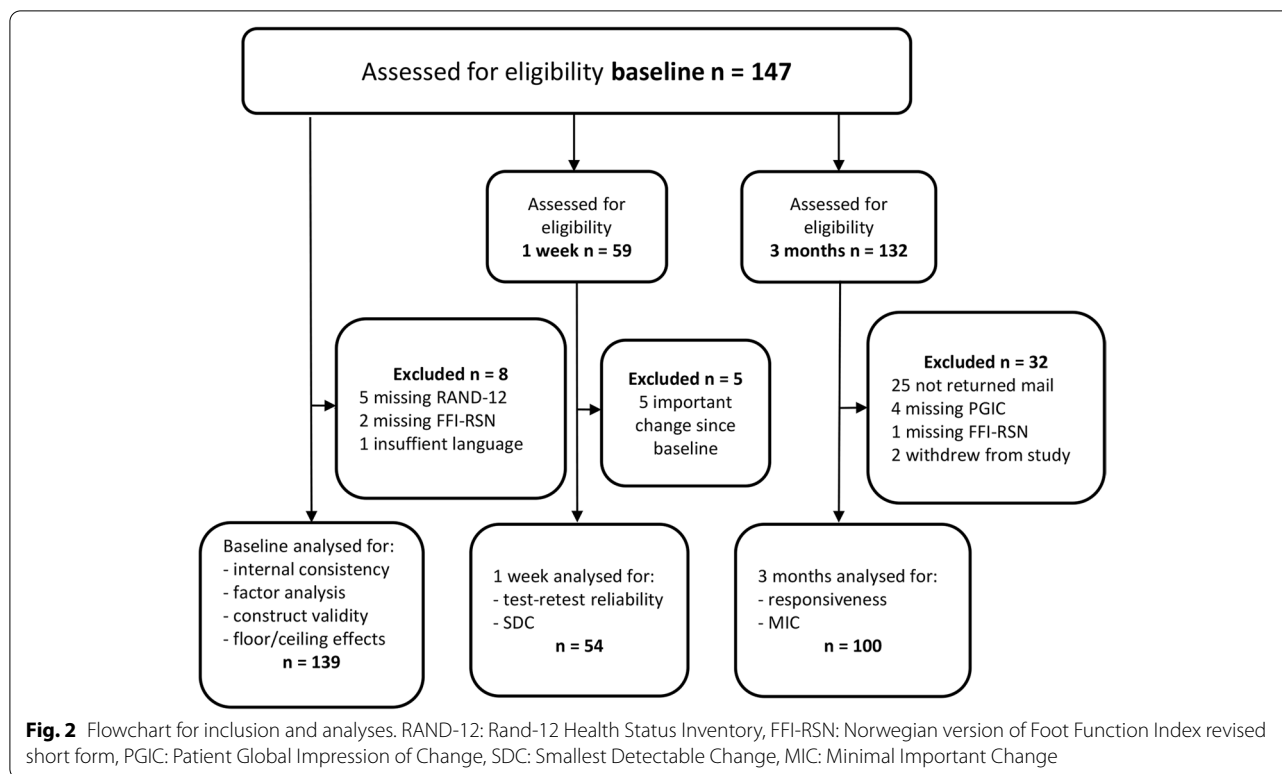 Assessed for eligibility baseline n = 147
Assessed for
eligibility
1 week n = 59
Assessed for
eligibility
3 months n = 132
Excluded n = 8
5 missing RAND-12
2 missing FFI-RSN
1 insuffient language
Excluded n = 5
5 important
change since
baseline
Excluded n = 32
25 not returned mail
4 missing PGIC
1 missing FFI-RSN
2 withdrew from study
Baseline analysed for:
- internal consistency
- factor analysis
- construct validity
- floor/ceiling effects
n = 139
1 week analysed for:
- test-retest reliability
- SDC
n = 54
3 months analysed for:
- responsiveness
- MIC
n = 100
Fig. 2 Flowchart for inclusion and analyses. RAND-12: Rand-12 Health Status Inventory, FFI-RSN: Norwegian version of Foot Function Index revised
short form, PGIC: Patient Global Impression of Change, SDC: Smallest Detectable Change, MIC: Minimal Important Change